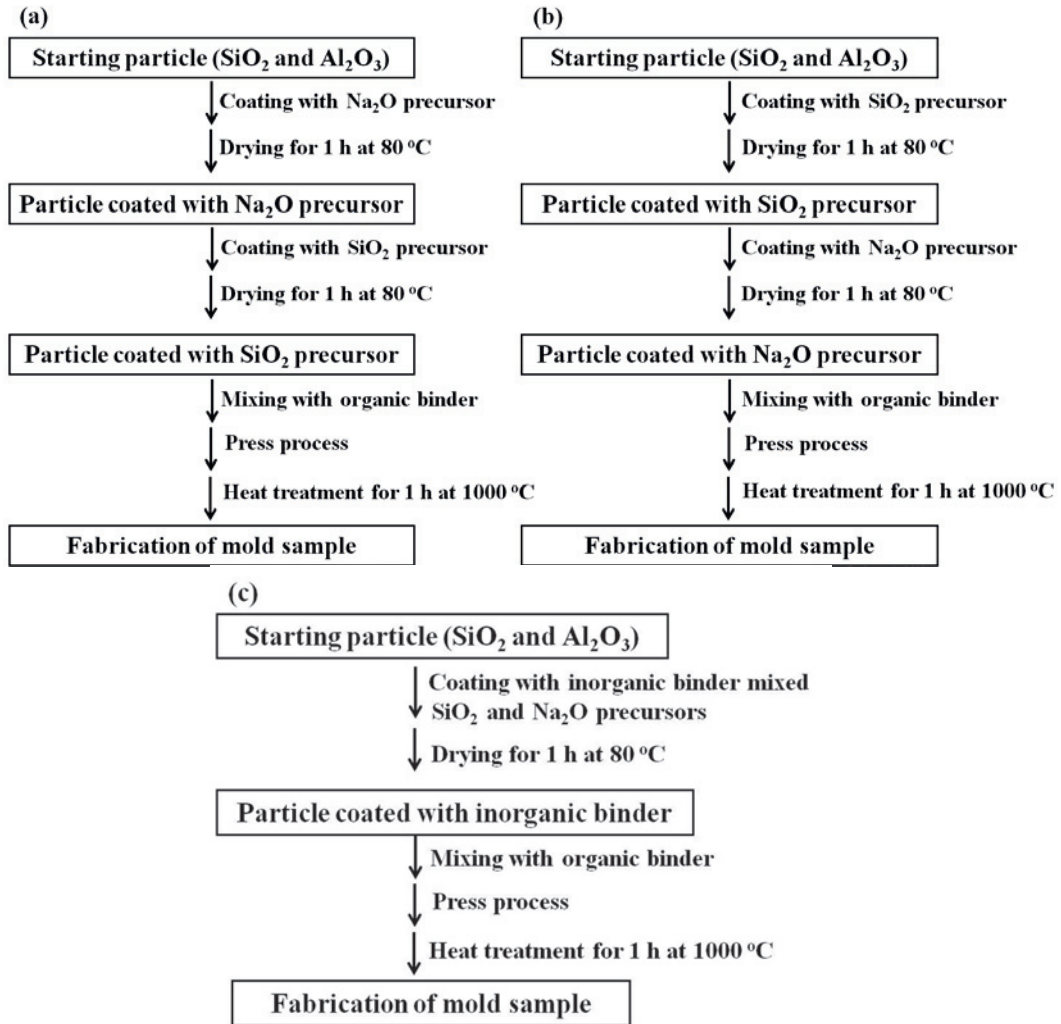 (a)
Starting particle (SiO₂ and Al₂O₃)
Coating with Na₂O precursor
Drying for 1 h at 80 °C
Particle coated with Na₂O precursor
Coating with SiO₂ precursor
Drying for 1 h at 80 °C
Particle coated with SiO₂ precursor
Mixing with organic binder
Press process
Heat treatment for 1 h at 1000 °C
Fabrication of mold sample
(b)
Starting particle (SiO₂ and Al₂O₃)
Coating with SiO₂ precursor
Drying for 1 h at 80 °C
Particle coated with SiO₂ precursor
Coating with Na₂O precursor
Drying for 1 h at 80 °C
Particle coated with Na₂O precursor
Mixing with organic binder
Press process
Heat treatment for 1 h at 1000 °C
Fabrication of mold sample
(c)
Starting particle (SiO₂ and Al₂O₃)
Coating with inorganic binder mixed
SiO₂ and Na₂O precursors
Drying for 1 h at 80 °C
Particle coated with inorganic binder
Mixing with organic binder
Press process
Heat treatment for 1 h at 1000 °C
Fabrication of mold sample